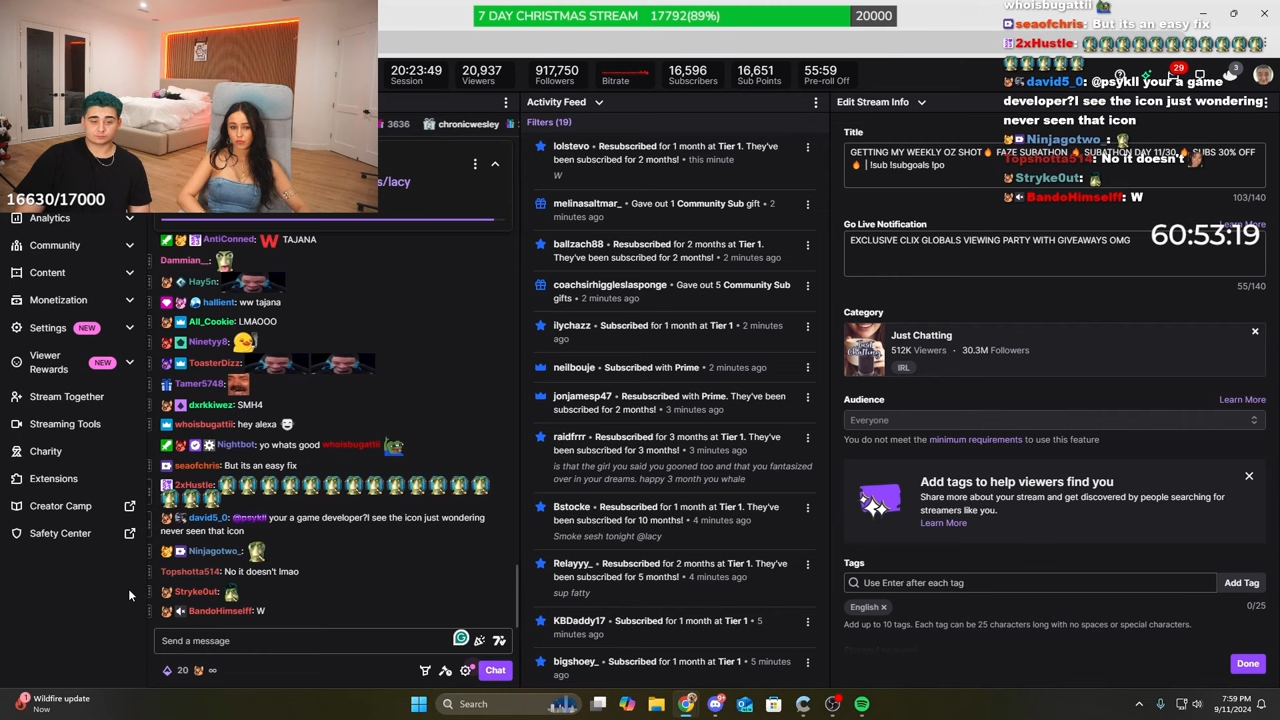 7 DAY CHRISTMAS STREAM 17792(89%)
20000
20:23:49
Session
20,937
Viewers
917,750
Followers
Bitrate
16,596
Subscribers
16,651
Sub Points
55:59
Pre-roll Off
29
3
16630/17000
3636 chronicwesley
s/lacy
Analytics
Community
Content
Monetization
Settings NEW
Viewer
Rewards NEW
Stream Together
Streaming Tools
Charity
Extensions
Creator Camp
Safety Center
AntiConned: W TAJANA
Dammian__:
Hay5n:
hallient: ww tajana
All_Cookie: LMAOOO
Ninetyy8:
ToasterDizz:
Tamer5748:
dxrkkiwez: SMH4
whoisbugattii: hey alexa
Nightbot: yo whats good whoisbugattii
seaofchris: But its an easy fix
2xHustle:
david5_0: @psykll your a game developer?I see the icon just wondering
never seen that icon
Ninjagotwo_:
Topshotta514: No it doesn't lmao
Stryke0ut:
BandoHimselff: W
Send a message
20 ∞
Chat
Activity Feed
Filters (19)
lolstevo • Resubscribed for 1 month at Tier 1. They've
been subscribed for 2 months! • this minute
W
melinasaltmar_ • Gave out 1 Community Sub gift • 2
minutes ago
ballzach88 • Resubscribed for 2 months at Tier 1.
They've been subscribed for 2 months! • 2 minutes ago
coachsirhiggleslasponge • Gave out 5 Community Sub
gifts • 2 minutes ago
ilychazz • Subscribed for 1 month at Tier 1 • 2 minutes
ago
neilbouje • Subscribed with Prime • 2 minutes ago
jonjamesp47 • Resubscribed with Prime. They've been
subscribed for 2 months! • 3 minutes ago
raidfrrr • Resubscribed for 3 months at Tier 1. They've
been subscribed for 3 months! • 3 minutes ago
is that the girl you said you gooned too and that you fantasized
over in your dreams. happy 3 month you whale
Bstocke • Resubscribed for 1 month at Tier 1. They've
been subscribed for 10 months! • 4 minutes ago
Smoke sesh tonight @lacy
Relayyy_ • Resubscribed for 2 months at Tier 1. They've
been subscribed for 5 months! • 4 minutes ago
sup fatty
KBDaddy17 • Subscribed for 1 month at Tier 1 • 5
minutes ago
bigshoey_ • Subscribed for 1 month at Tier 1 • 5 minutes
ago
Edit Stream Info
Title
GETTING MY WEEKLY OZ SHOT🔥 FAZE SUBATHON 🔥 SUBATHON DAY 11/30 🔥 SUBS 30% OFF
🔥 | !sub !subgoals !po
103/140
Go Live Notification
Learn More
EXCLUSIVE CLIX GLOBALS VIEWING PARTY WITH GIVEAWAYS OMG
55/140
60:53:19
Category
Just Chatting
512K Viewers · 30.3M Followers
IRL
Audience
Learn More
Everyone
You do not meet the minimum requirements to use this feature
Add tags to help viewers find you
Share more about your stream and get discovered by people searching for
streamers like you.
Learn More
Tags
Use Enter after each tag
Add Tag
English
0/25
Add up to 10 tags. Each tag can be 25 characters long with no spaces or special characters.
Done
whoisbugattii
seaofchris: But its an easy fix
2xHustle:
david5_0: @psykll your a game
developer?I see the icon just wondering
never seen that icon
Ninjagotwo_:
Topshotta514: No it doesn't
Stryke0ut:
BandoHimselff: W
1
Wildfire update
Now
Search
7:59 PM
9/11/2024